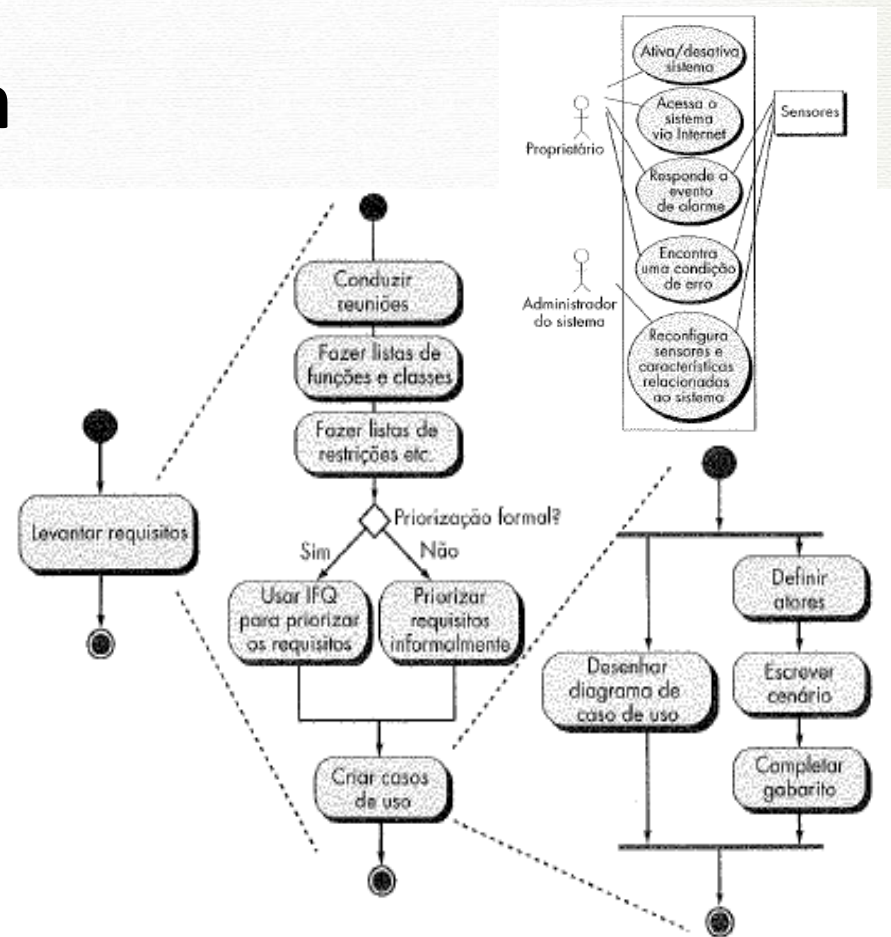 n
Ativa/desativa
sistema
Acessa o
sistema
via Internet
Sensores
Proprietário
Responde a
evento
de alarme
Encontra
uma condição
de erro
Administrador
do sistema
Reconfigura
sensores e
características
relacionadas
ao sistema
Conduzir
reuniões
Fazer listas de
funções e classes
Fazer listas de
restrições etc.
Levantar requisitos
Priorização formal?
Sim
Não
Usar IFQ
para priorizar
os requisitos
Priorizar
requisitos
informalmente
Criar casos
de uso
Desenhar
diagrama de
caso de uso
Definir
atores
Escrever
cenário
Completar
gabarito